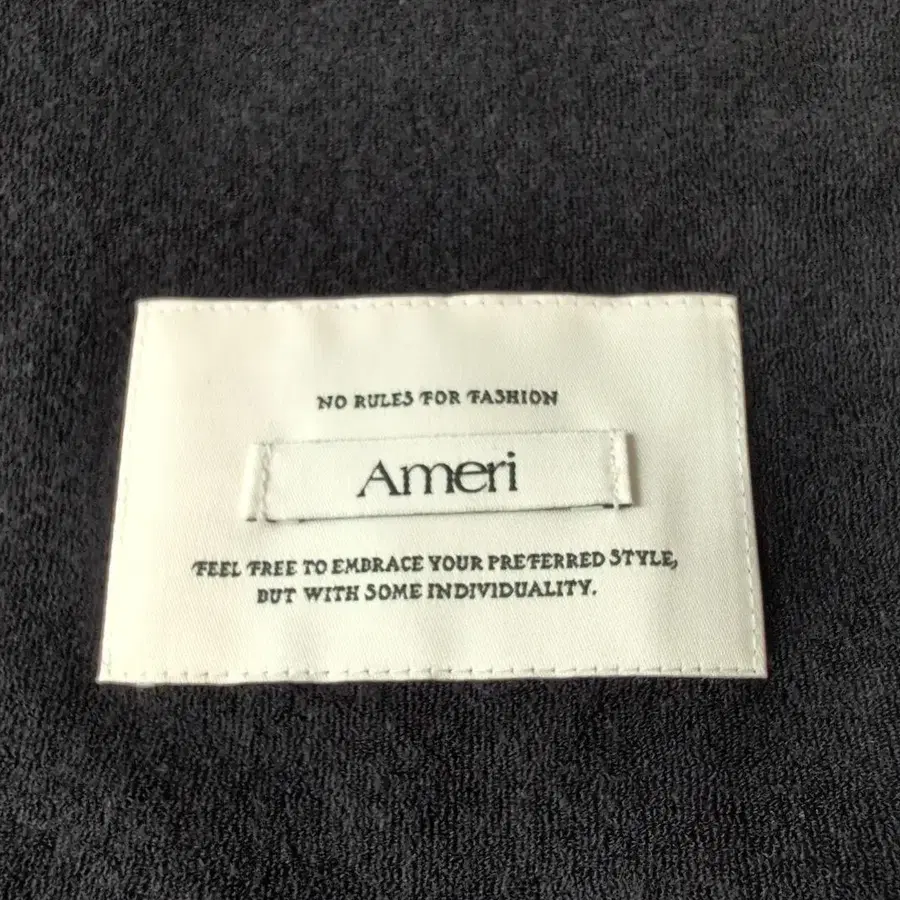 NO RULES FOR FASHION
Ameri
FEEL FREE TO EMBRACE YOUR PREFERRED STYLE,
BUT WITH SOME INDIVIDUALITY.